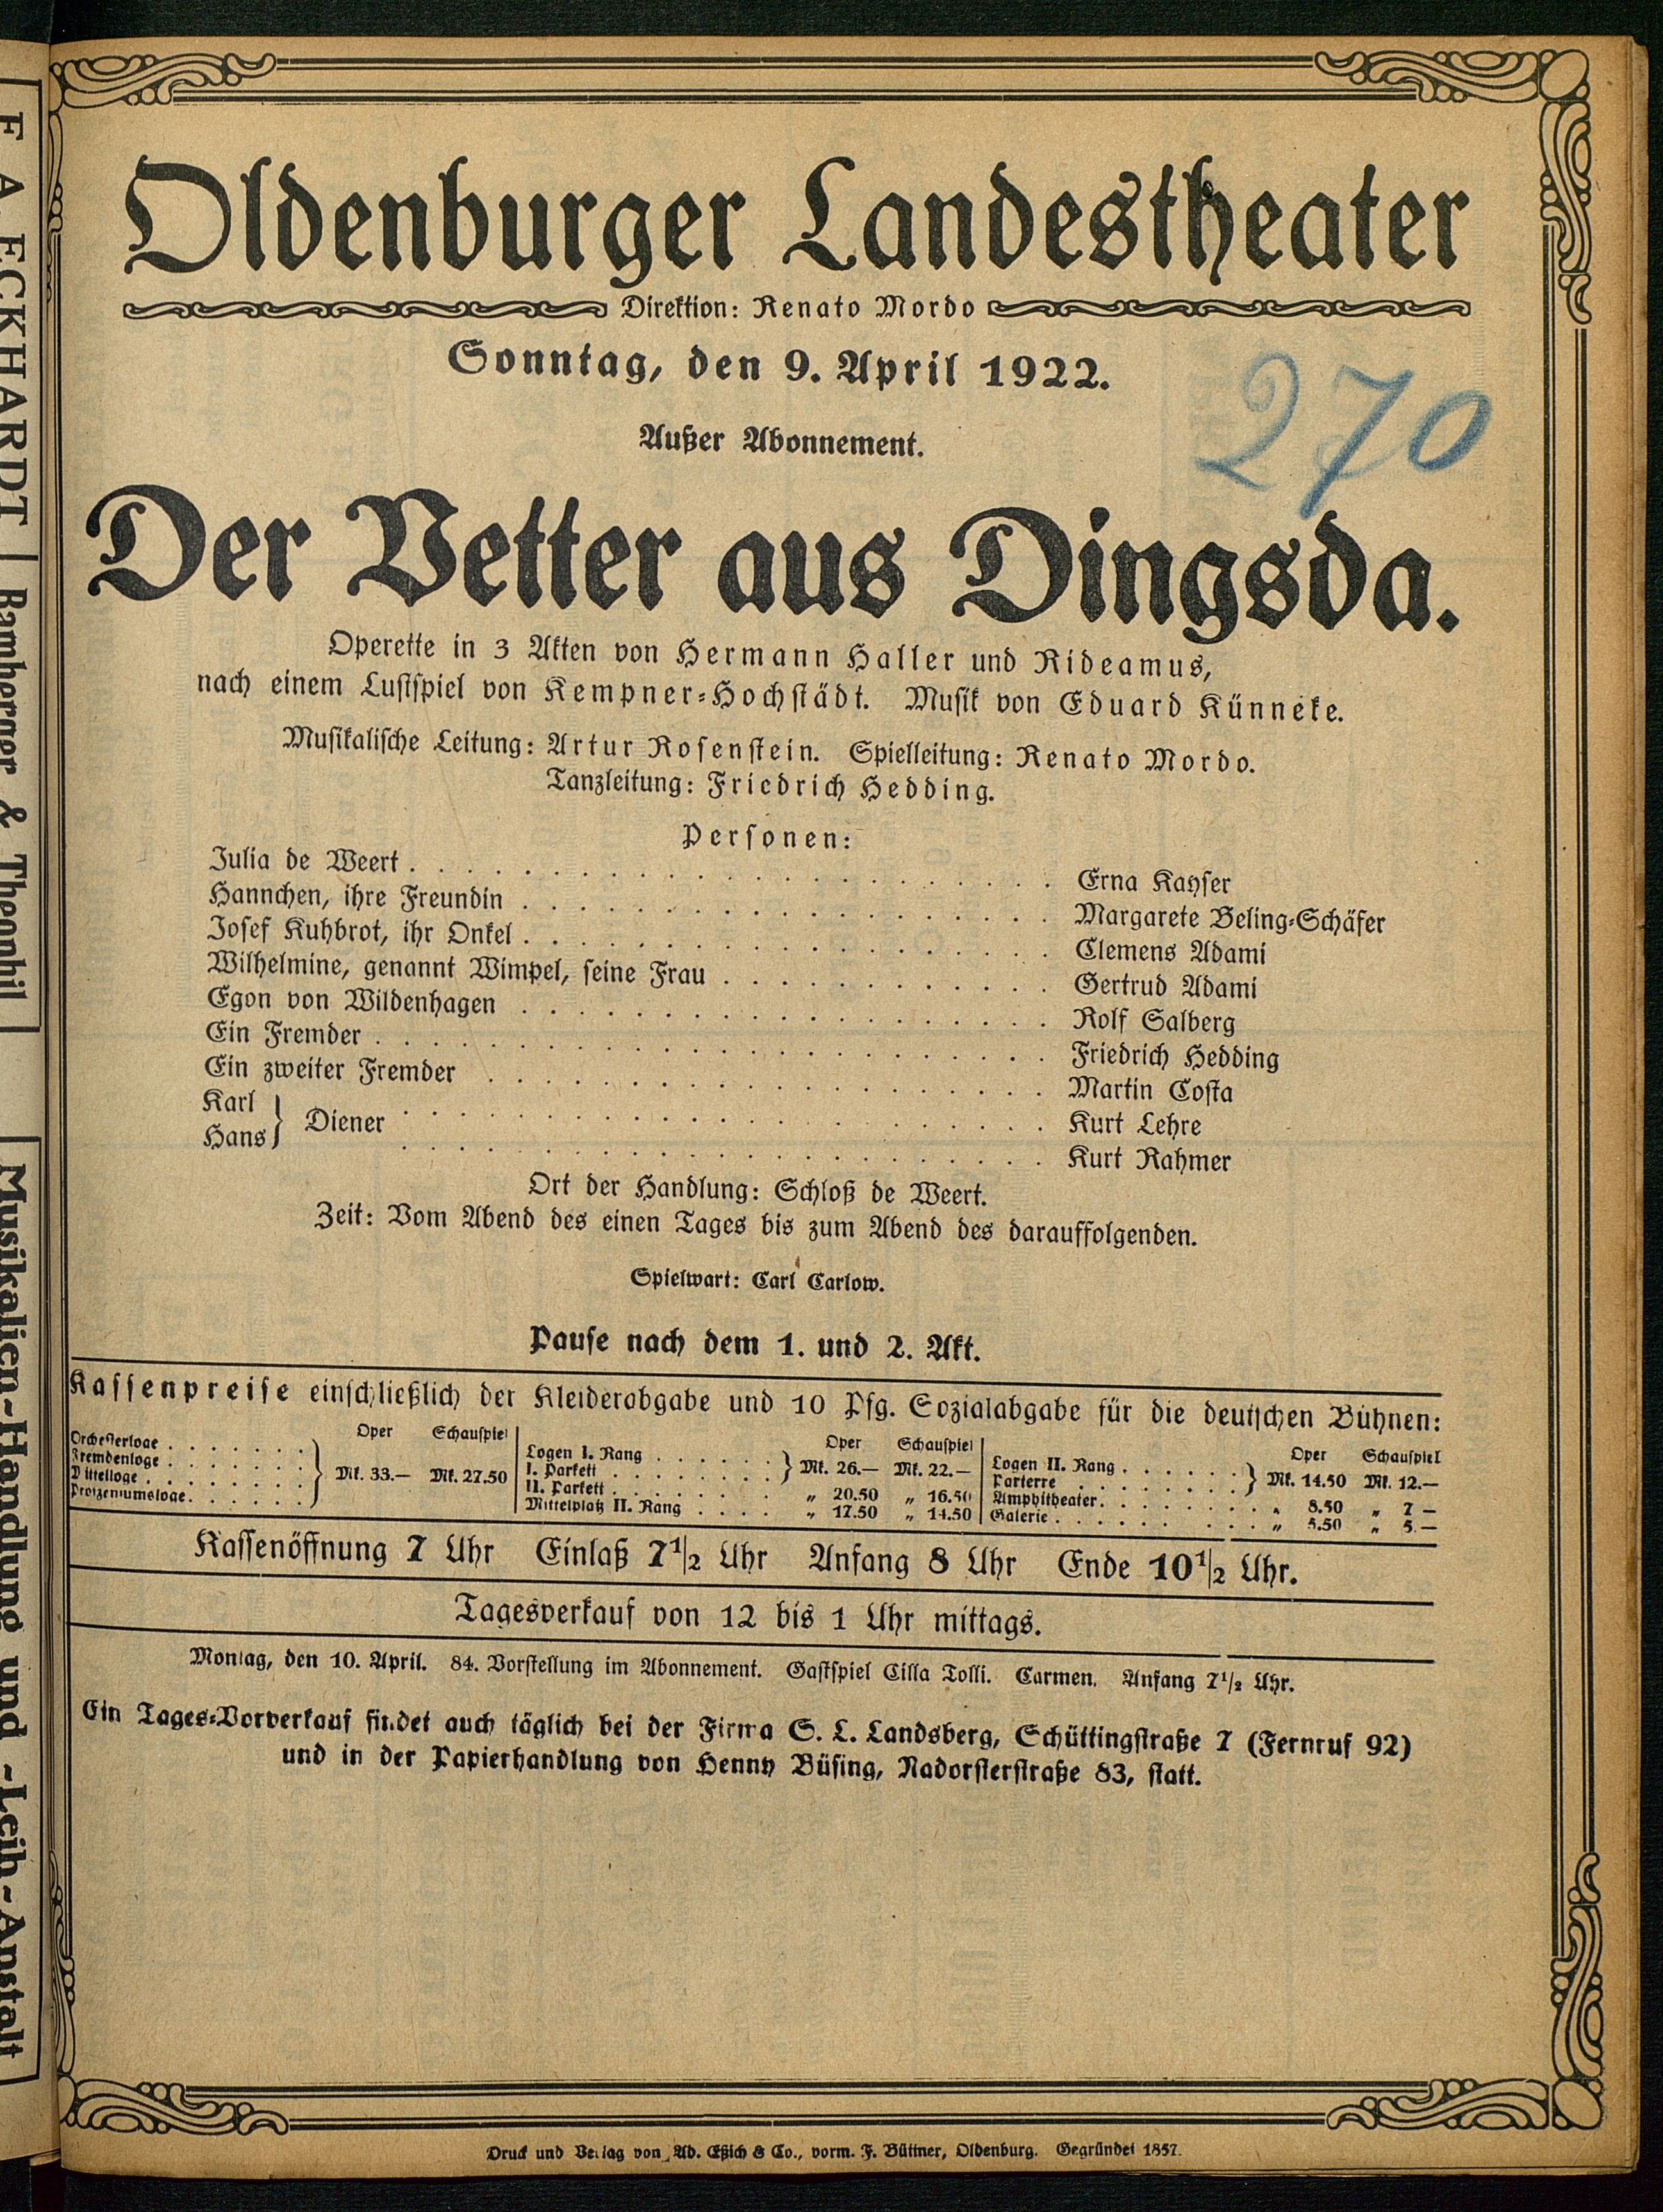 Oldenburger Landestheater
Direktion: Renato Mordo
Sonntag, den 9. April 1922.
270
Außer Abonnement.
Der Vetter aus Dingsda.
Operette in 3 Akten von Hermann Haller und Rideamus,
nach einem Lustspiel von Kempner-Hochstädt. Musik von Eduard Künneke.
Musikalische Leitung: Artur Rosenstein. Spielleitung: Renato Mordo.
Tanzleitung: Friedrich Hedding.
Personen:
Julia de Weert . . . . . Erna Kayser
Hannchen, ihre Freundin . . . . . Margarete Beling-Schäfer
Josef Kuhbrot, ihr Onkel . . . . . Clemens Adami
Wilhelmine, genannt Wimpel, seine Frau . . . . . Gertrud Adami
Egon von Wildenhagen . . . . . Rolf Salberg
Ein Fremder . . . . . Friedrich Hedding
Ein zweiter Fremder . . . . . Martin Costa
Karl } Diener . . . . . Kurt Lehre
Hans } . . . . . Kurt Rahmer
Ort der Handlung: Schloß de Weert.
Zeit: Vom Abend des einen Tages bis zum Abend des darauffolgenden.
Spielwart: Carl Carlow.
Pause nach dem 1. und 2. Akt.
Kassenpreise einschließlich der Kleiderabgabe und 10 Pfg. Sozialabgabe für die deutschen Bühnen:
Oper Schauspiel
Orchesterloge . . . . .
Fremdenloge . . . . .
Mittelloge . . . . .
Proszeniumsloge . . . . .
} Mk. 33.— Mk. 27.50
Oper Schauspiel
Logen I. Rang . . . . .
I. Parkett . . . . .
} Mk. 26.— Mk. 22.—
II. Parkett . . . . . „ 20.50 „ 16.50
Mittelplatz II. Rang . . . . „ 17.50 „ 14.50
Oper Schauspiel
Logen II. Rang . . . . .
Parterre . . . . .
} Mk. 14.50 Mk. 12.—
Amphitheater . . . . . „ 8.50 „ 7 —
Galerie . . . . . „ 5.50 „ 5.—
Kassenöffnung 7 Uhr Einlaß 7½ Uhr Anfang 8 Uhr Ende 10½ Uhr.
Tagesverkauf von 12 bis 1 Uhr mittags.
Montag, den 10. April. 84. Vorstellung im Abonnement. Gastspiel Cilla Tolli. Carmen. Anfang 7½ Uhr.
Ein Tages-Vorverkauf findet auch täglich bei der Firma S. L. Landsberg, Schüttingstraße 7 (Fernruf 92)
und in der Papierhandlung von Henny Büsing, Nadorsterstraße 83, statt.
Druck und Verlag von Ad. Eßich & Co., vorm. F. Büttner, Oldenburg. Gegründet 1857.
F. A. ECKHARDT
Bamberger & Theophil
Musikalien-Handlung und -Leih-Anstalt